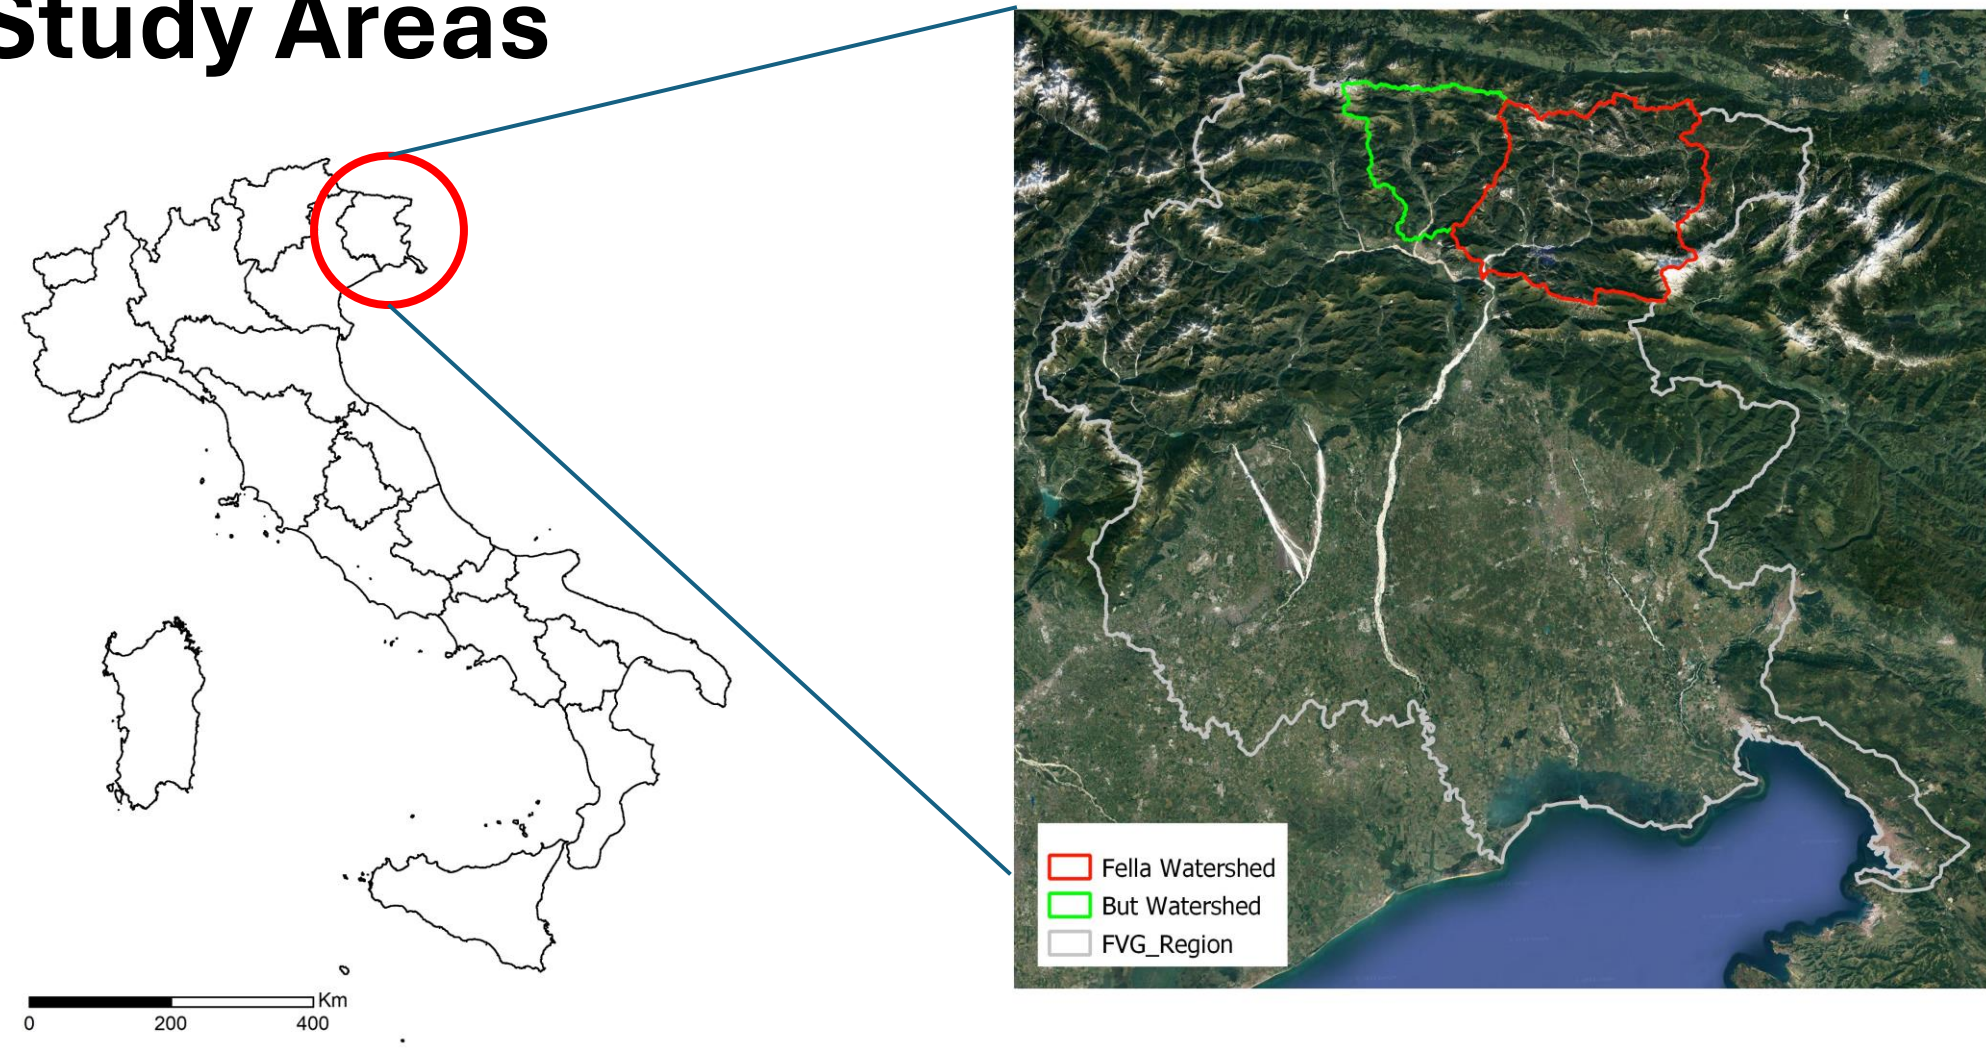 Study Areas
Fella Watershed
But Watershed
FVG_Region
Km
0 200 400